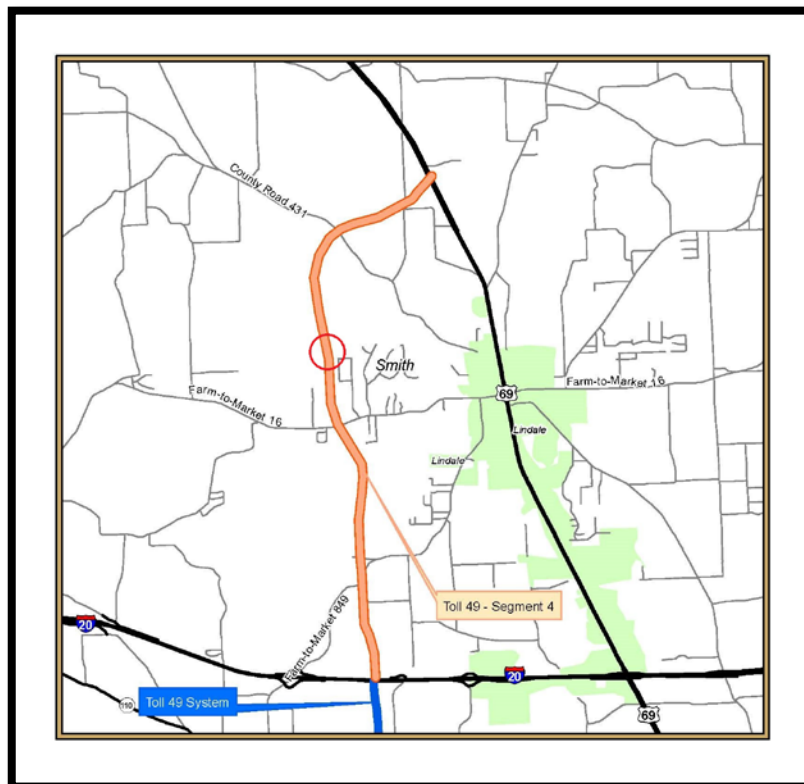 County Road 431
Smith
Farm-to-Market 16
69
Farm-to-Market 16
Lindale
Lindale
Toll 49 - Segment 4
Farm-to-Market 849
20
20
110
Toll 49 System
69